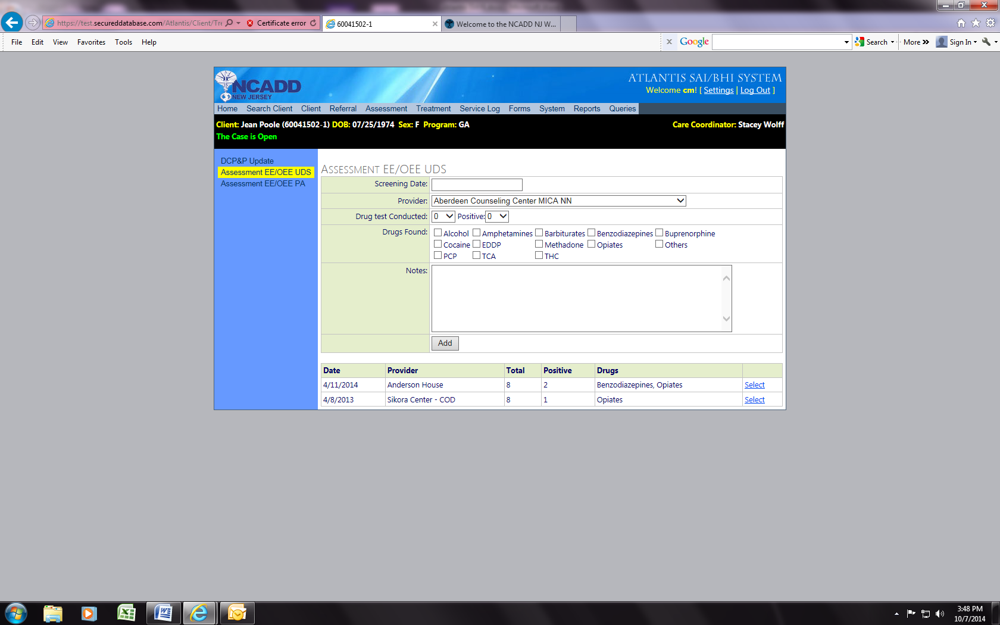 https://test.secureddatabase.com/Atlantis/Client/Tre
Certificate error
60041502-1
Welcome to the NCADD NJ W...
File Edit View Favorites Tools Help
x Google Search More » Sign In
NCADD
NEW JERSEY
ATLANTIS SAI/BHI SYSTEM
Welcome cm! [ Settings | Log Out ]
Home Search Client Client Referral Assessment Treatment Service Log Forms System Reports Queries
Client: Jean Poole (60041502-1) DOB: 07/25/1974 Sex: F Program: GA Care Coordinator: Stacey Wolff
The Case is Open
DCP&P Update
Assessment EE/OEE UDS
Assessment EE/OEE PA
ASSESSMENT EE/OEE UDS
Screening Date:
Provider: Aberdeen Counseling Center MICA NN
Drug test Conducted: 0 Positive: 0
Drugs Found: Alcohol Amphetamines Barbiturates Benzodiazepines Buprenorphine
Cocaine EDDP Methadone Opiates Others
PCP TCA THC
Notes:
Add
Date Provider Total Positive Drugs
4/11/2014 Anderson House 8 2 Benzodiazepines, Opiates Select
4/8/2013 Sikora Center - COD 8 1 Opiates Select
3:48 PM
10/7/2014